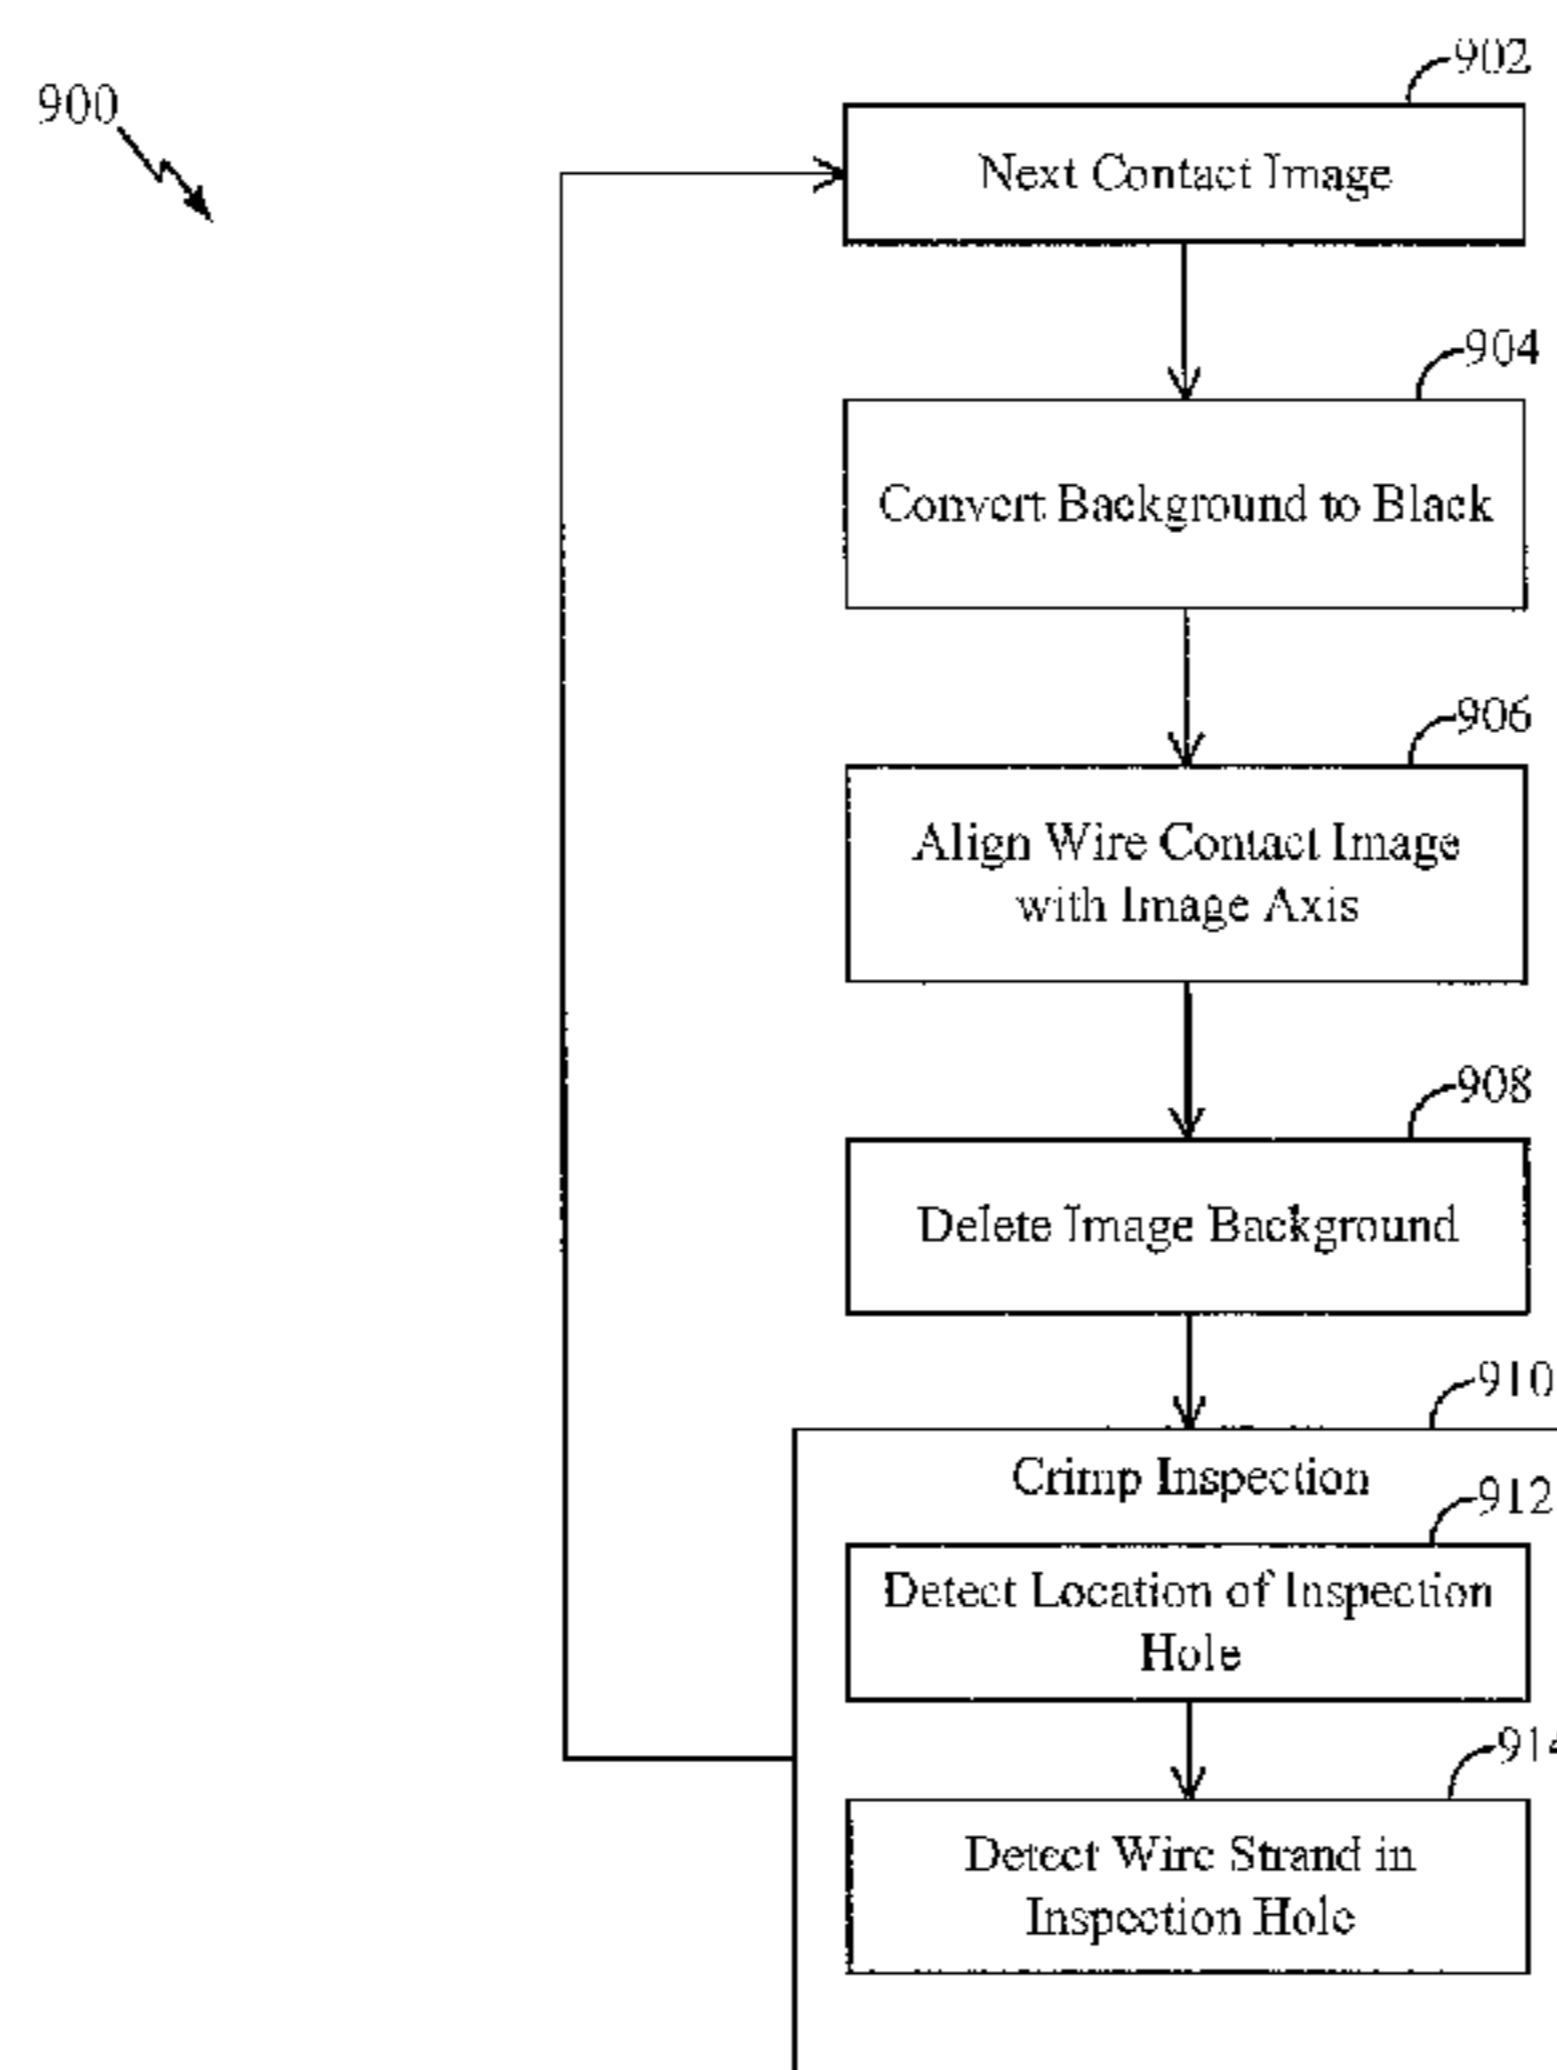 900
902
Next Contact Image
904
Convert Background to Black
906
Align Wire Contact Image
with Image Axis
908
Delete Image Background
910
Crimp Inspection
912
Detect Location of Inspection
Hole
914
Detect Wire Strand in
Inspection Hole